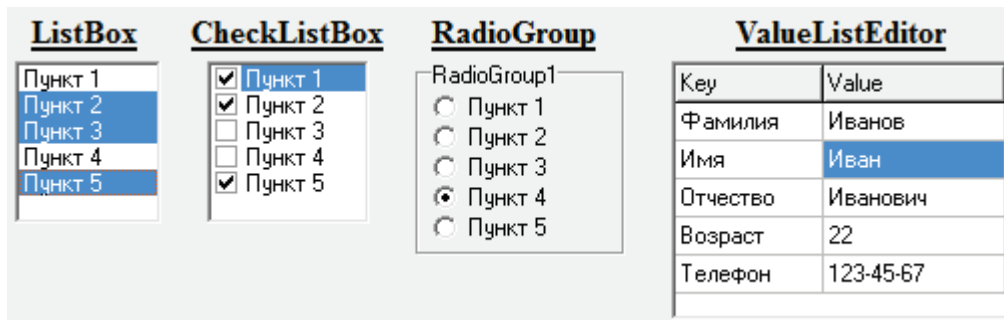 ListBox
Пункт 1
Пункт 2
Пункт 3
Пункт 4
Пункт 5
CheckListBox
Пункт 1
Пункт 2
Пункт 3
Пункт 4
Пункт 5
RadioGroup
RadioGroup1
Пункт 1
Пункт 2
Пункт 3
Пункт 4
Пункт 5
ValueListEditor
Key Value
Фамилия Иванов
Имя Иван
Отчество Иванович
Возраст 22
Телефон 123-45-67